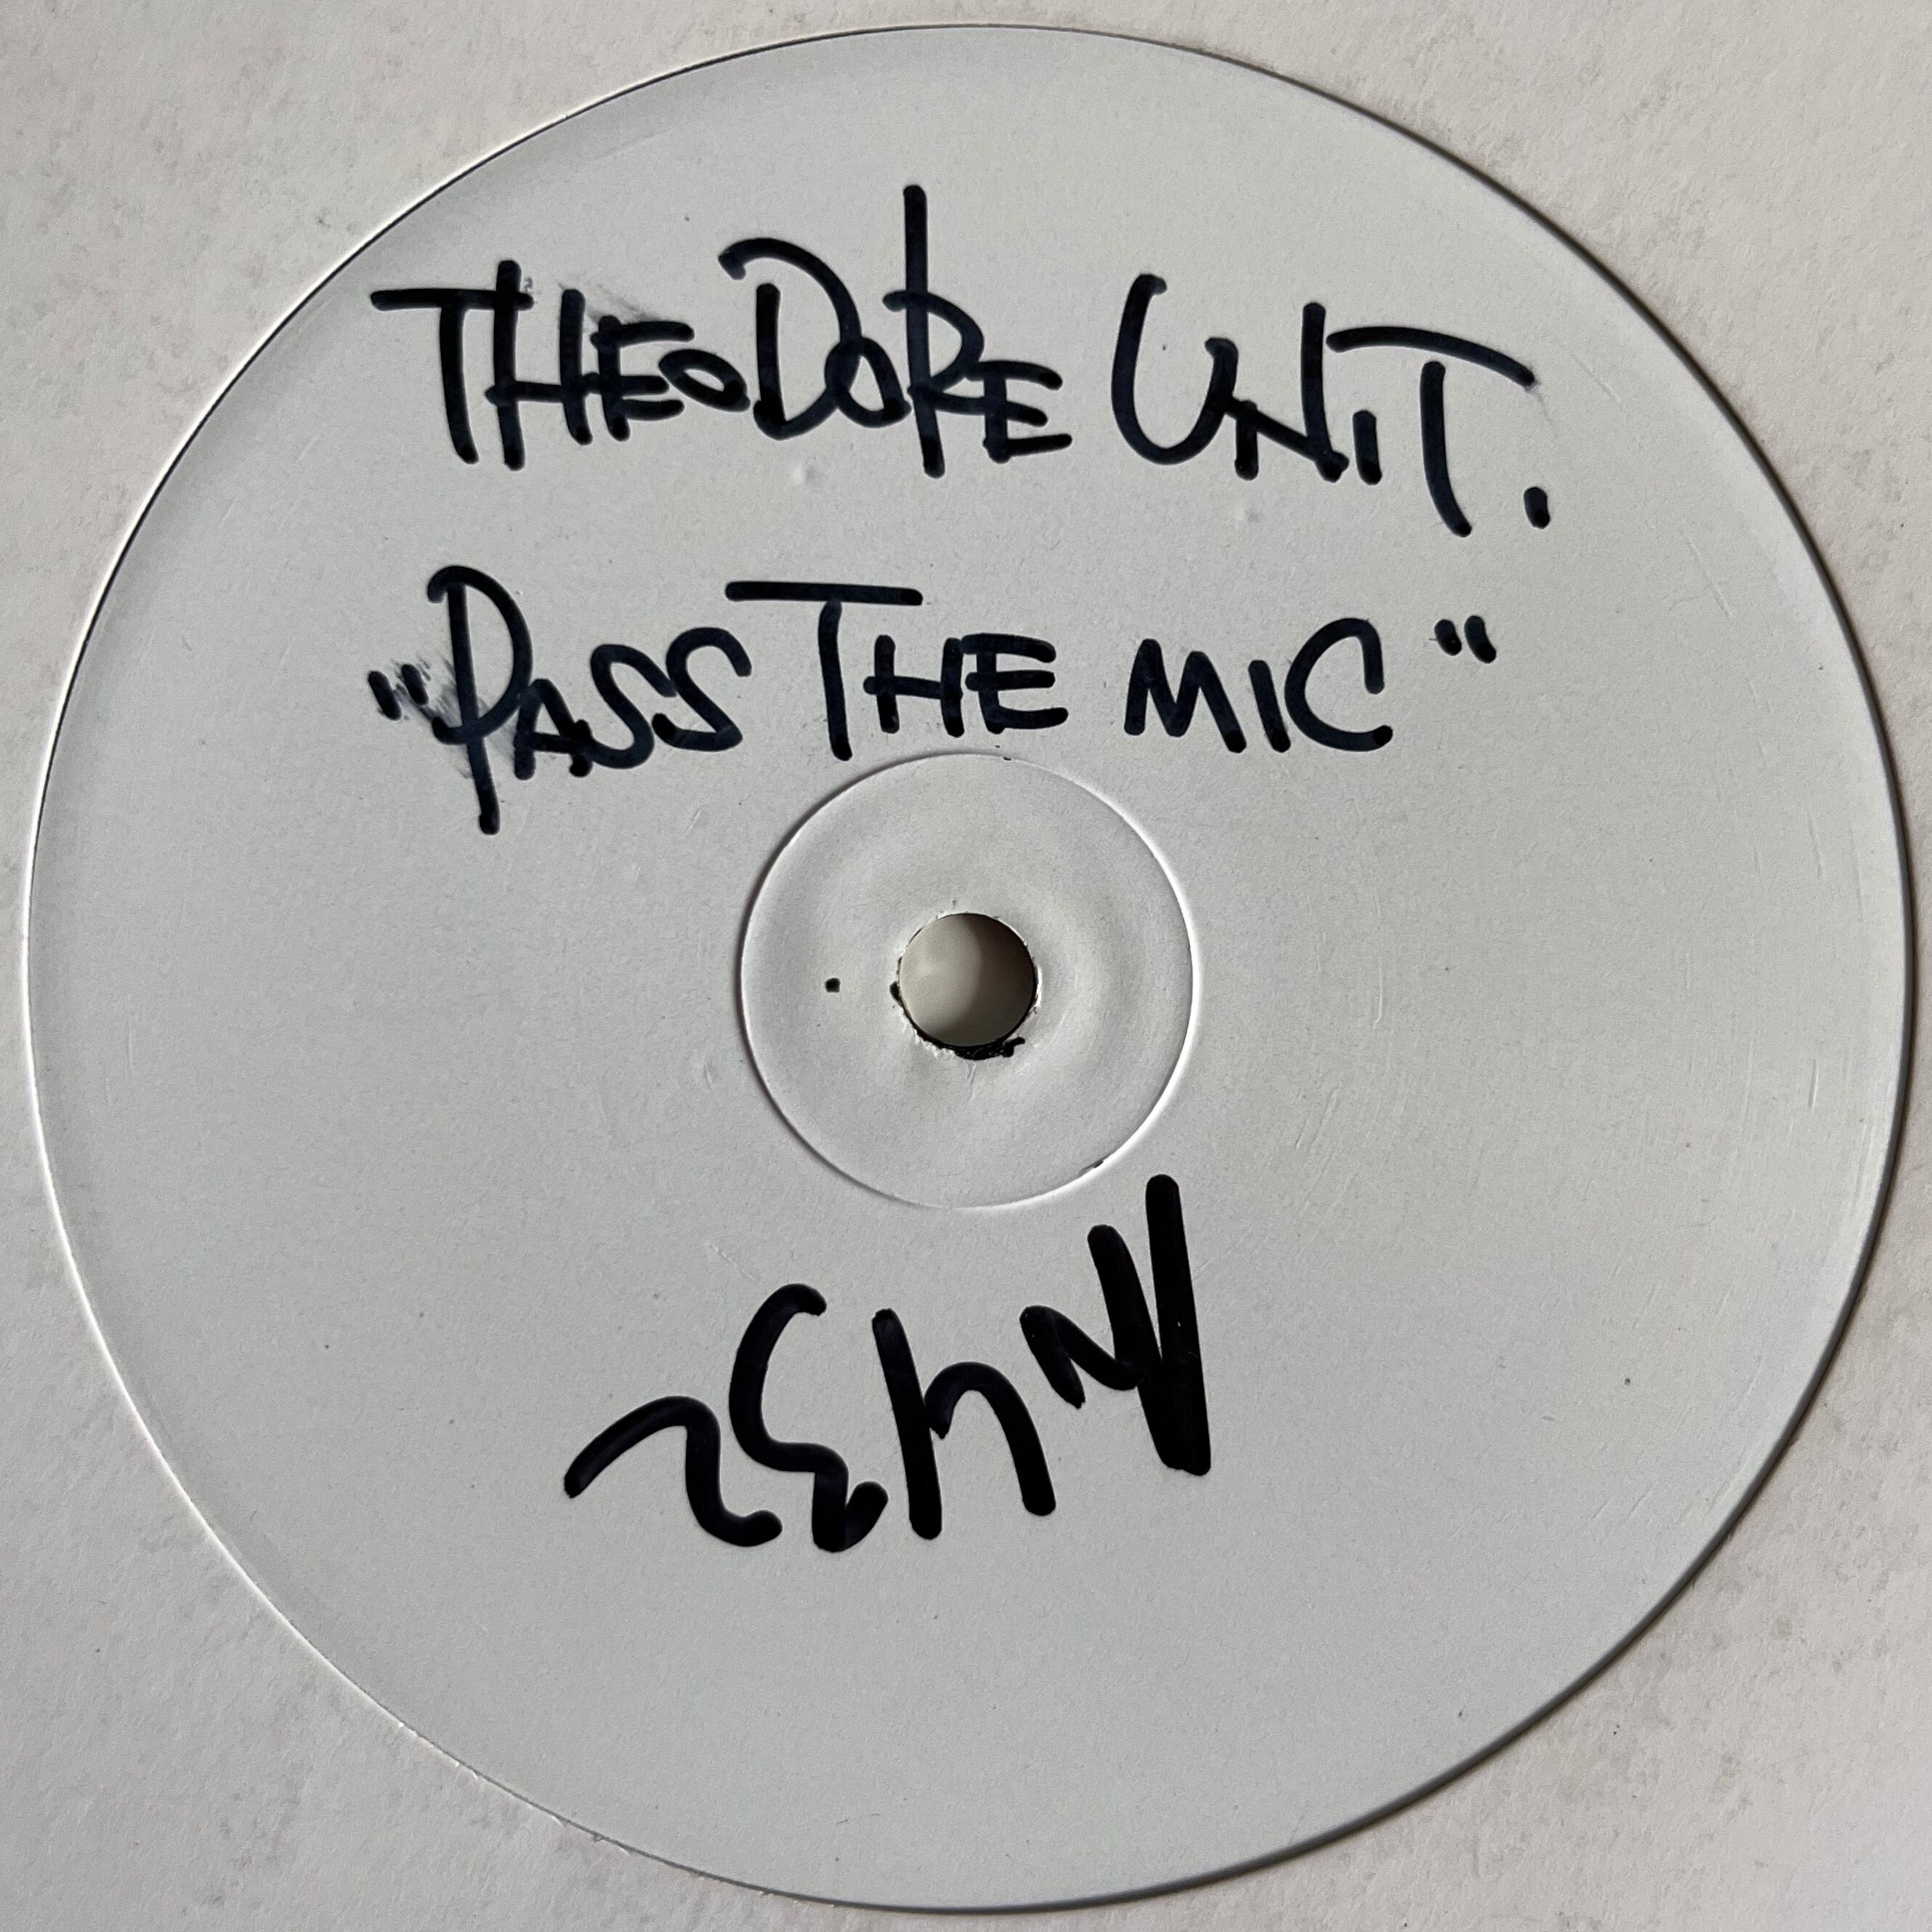 THEODORE UNIT.
"PASS THE MIC"